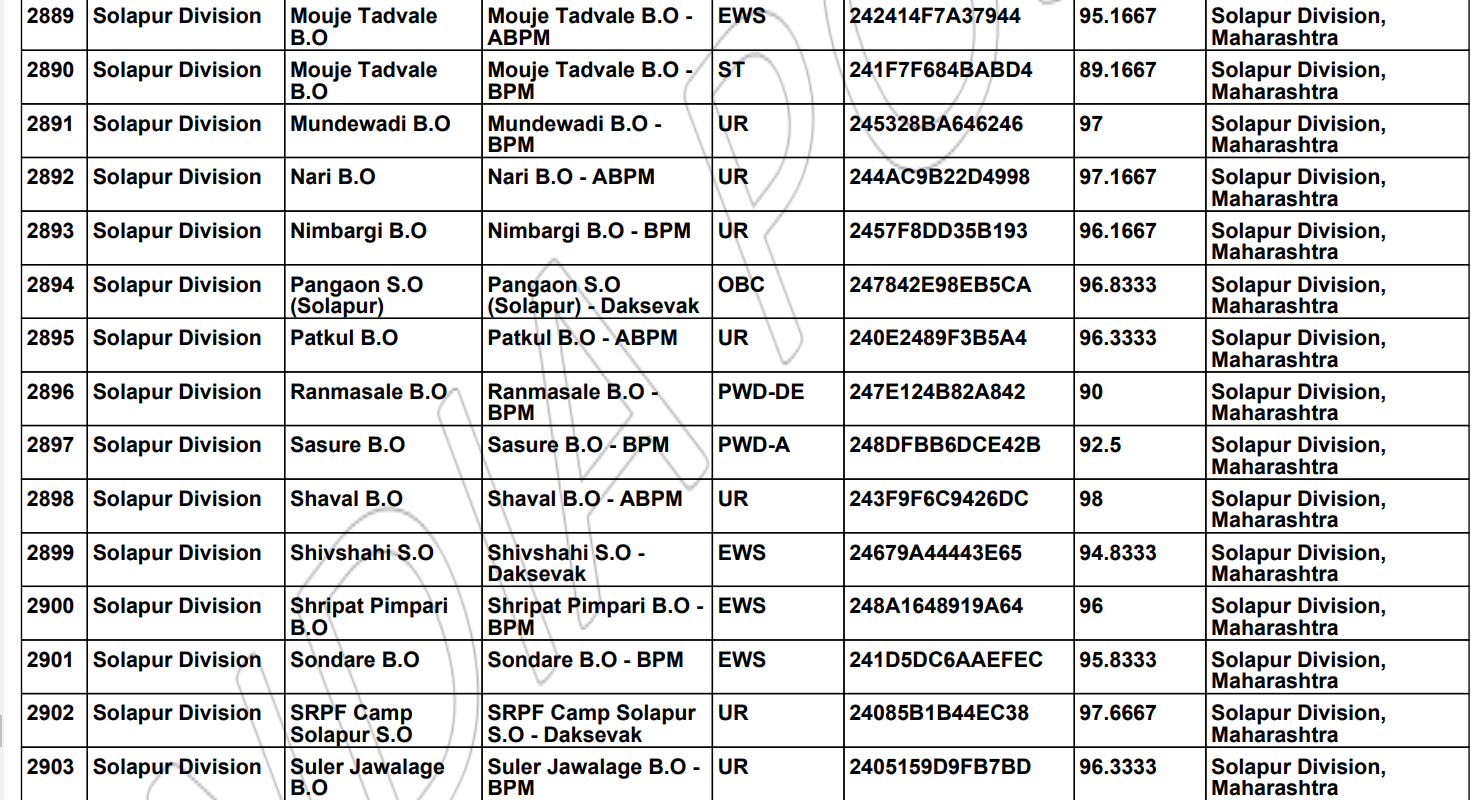 2889 Solapur Division Mouje Tadvale Mouje Tadvale B.O - EWS 242414F7A37944 95.1667 Solapur Division,
B.O ABPM Maharashtra
2890 Solapur Division Mouje Tadvale Mouje Tadvale B.O - ST 241F7F684BABD4 89.1667 Solapur Division,
B.O BPM Maharashtra
2891 Solapur Division Mundewadi B.O Mundewadi B.O - UR 245328BA646246 97 Solapur Division,
BPM Maharashtra
2892 Solapur Division Nari B.O Nari B.O - ABPM UR 244AC9B22D4998 97.1667 Solapur Division,
Maharashtra
2893 Solapur Division Nimbargi B.O Nimbargi B.O - BPM UR 2457F8DD35B193 96.1667 Solapur Division,
Maharashtra
2894 Solapur Division Pangaon S.O Pangaon S.O OBC 247842E98EB5CA 96.8333 Solapur Division,
(Solapur) (Solapur) - Daksevak Maharashtra
2895 Solapur Division Patkul B.O Patkul B.O - ABPM UR 240E2489F3B5A4 96.3333 Solapur Division,
Maharashtra
2896 Solapur Division Ranmasale B.O Ranmasale B.O - PWD-DE 247E124B82A842 90 Solapur Division,
BPM Maharashtra
2897 Solapur Division Sasure B.O Sasure B.O - BPM PWD-A 248DFBB6DCE42B 92.5 Solapur Division,
Maharashtra
2898 Solapur Division Shaval B.O Shaval B.O - ABPM UR 243F9F6C9426DC 98 Solapur Division,
Maharashtra
2899 Solapur Division Shivshahi S.O Shivshahi S.O - EWS 24679A44443E65 94.8333 Solapur Division,
Daksevak Maharashtra
2900 Solapur Division Shripat Pimpari Shripat Pimpari B.O - EWS 248A1648919A64 96 Solapur Division,
B.O BPM Maharashtra
2901 Solapur Division Sondare B.O Sondare B.O - BPM EWS 241D5DC6AAEFEC 95.8333 Solapur Division,
Maharashtra
2902 Solapur Division SRPF Camp SRPF Camp Solapur UR 24085B1B44EC38 97.6667 Solapur Division,
Solapur S.O S.O - Daksevak Maharashtra
2903 Solapur Division Suler Jawalage Suler Jawalage B.O - UR 2405159D9FB7BD 96.3333 Solapur Division,
B.O BPM Maharashtra